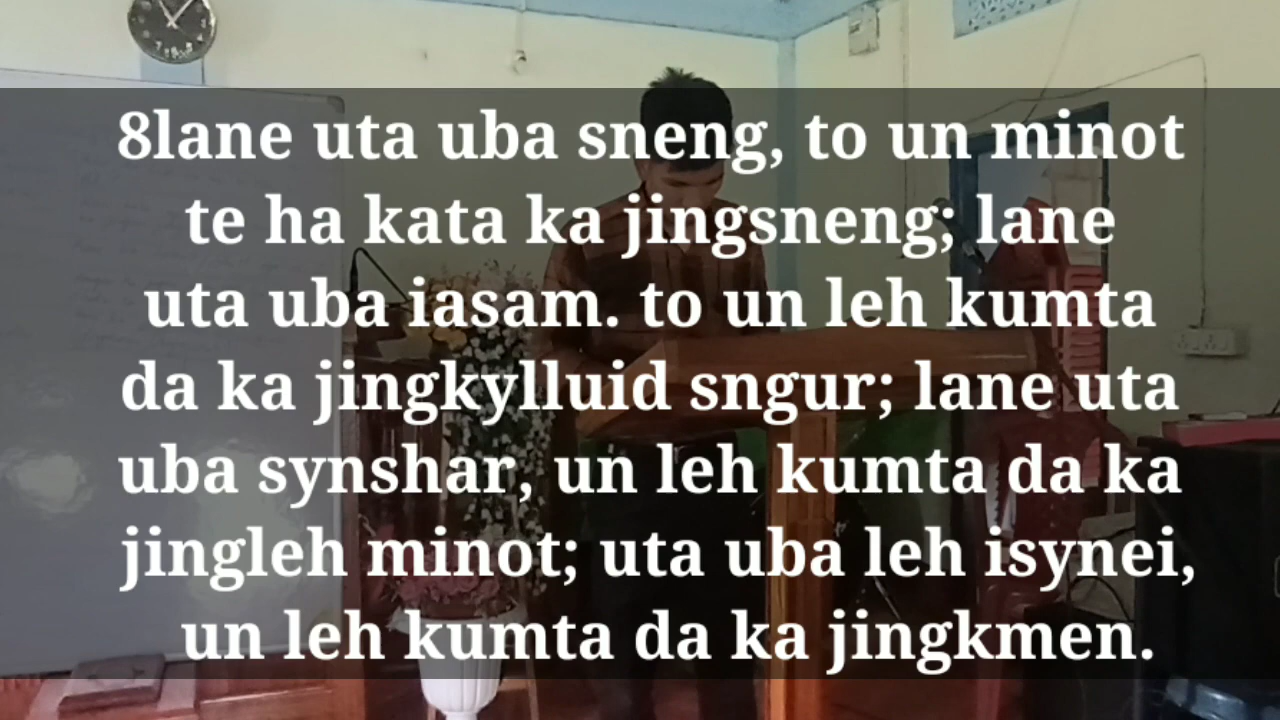 8lane uta uba sneng, to un minot
te ha kata ka jingsneng; lane
uta uba iasam. to un leh kumta
da ka jingkylluid sngur; lane uta
uba synshar, un leh kumta da ka
jingleh minot; uta uba leh isynei,
un leh kumta da ka jingkmen.